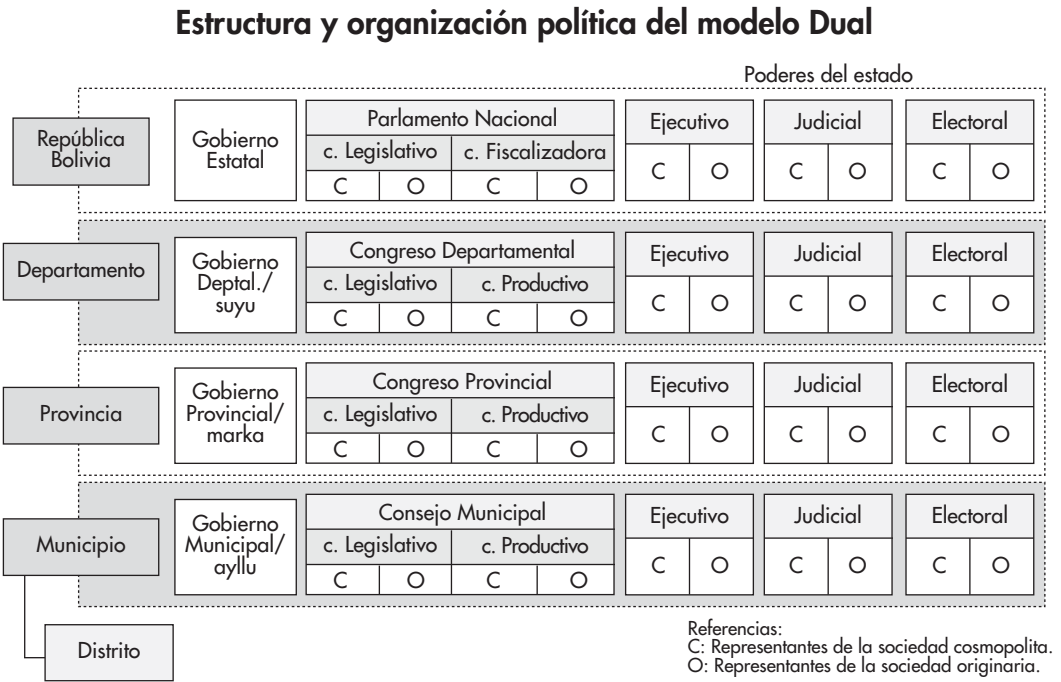 Estructura y organización política del modelo Dual
Poderes del estado
República
Bolivia
Gobierno
Estatal
Parlamento Nacional
c. Legislativo
c. Fiscalizadora
C
O
C
O
Ejecutivo
C
O
Judicial
C
O
Electoral
C
O
Departamento
Gobierno
Deptal./
suyu
Congreso Departamental
c. Legislativo
c. Productivo
C
O
C
O
Ejecutivo
C
O
Judicial
C
O
Electoral
C
O
Provincia
Gobierno
Provincial/
marka
Congreso Provincial
c. Legislativo
c. Productivo
C
O
C
O
Ejecutivo
C
O
Judicial
C
O
Electoral
C
O
Municipio
Gobierno
Municipal/
ayllu
Consejo Municipal
c. Legislativo
c. Productivo
C
O
C
O
Ejecutivo
C
O
Judicial
C
O
Electoral
C
O
Distrito
Referencias:
C: Representantes de la sociedad cosmopolita.
O: Representantes de la sociedad originaria.